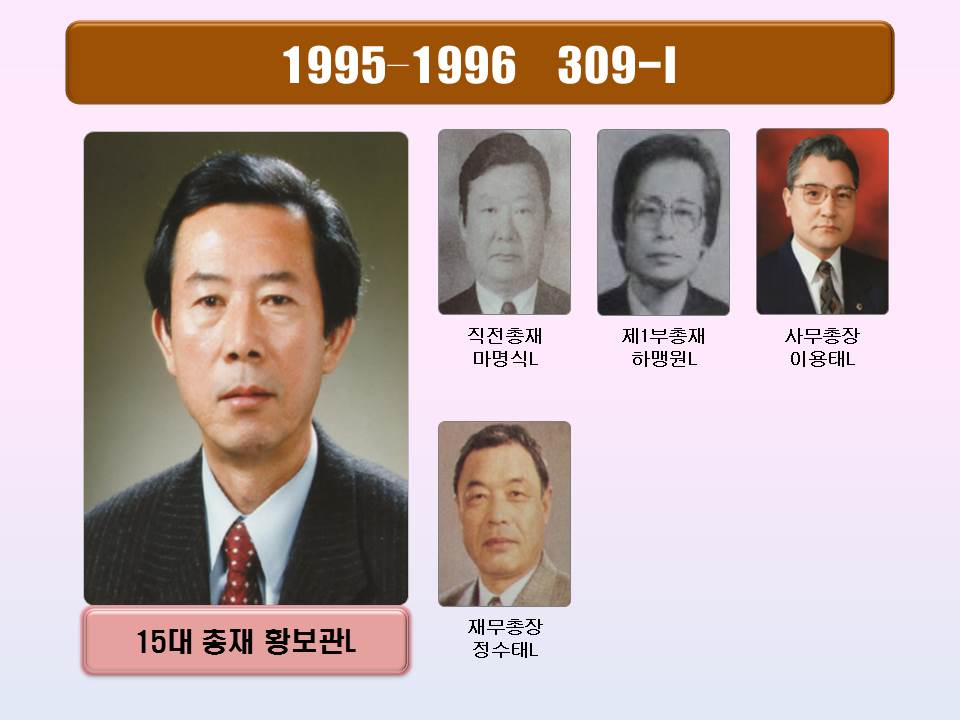 1995-1996 309-I
15대 총재 황보관L
직전총재
마명식L
제1부총재
하맹원L
사무총장
이용태L
재무총장
정수태L